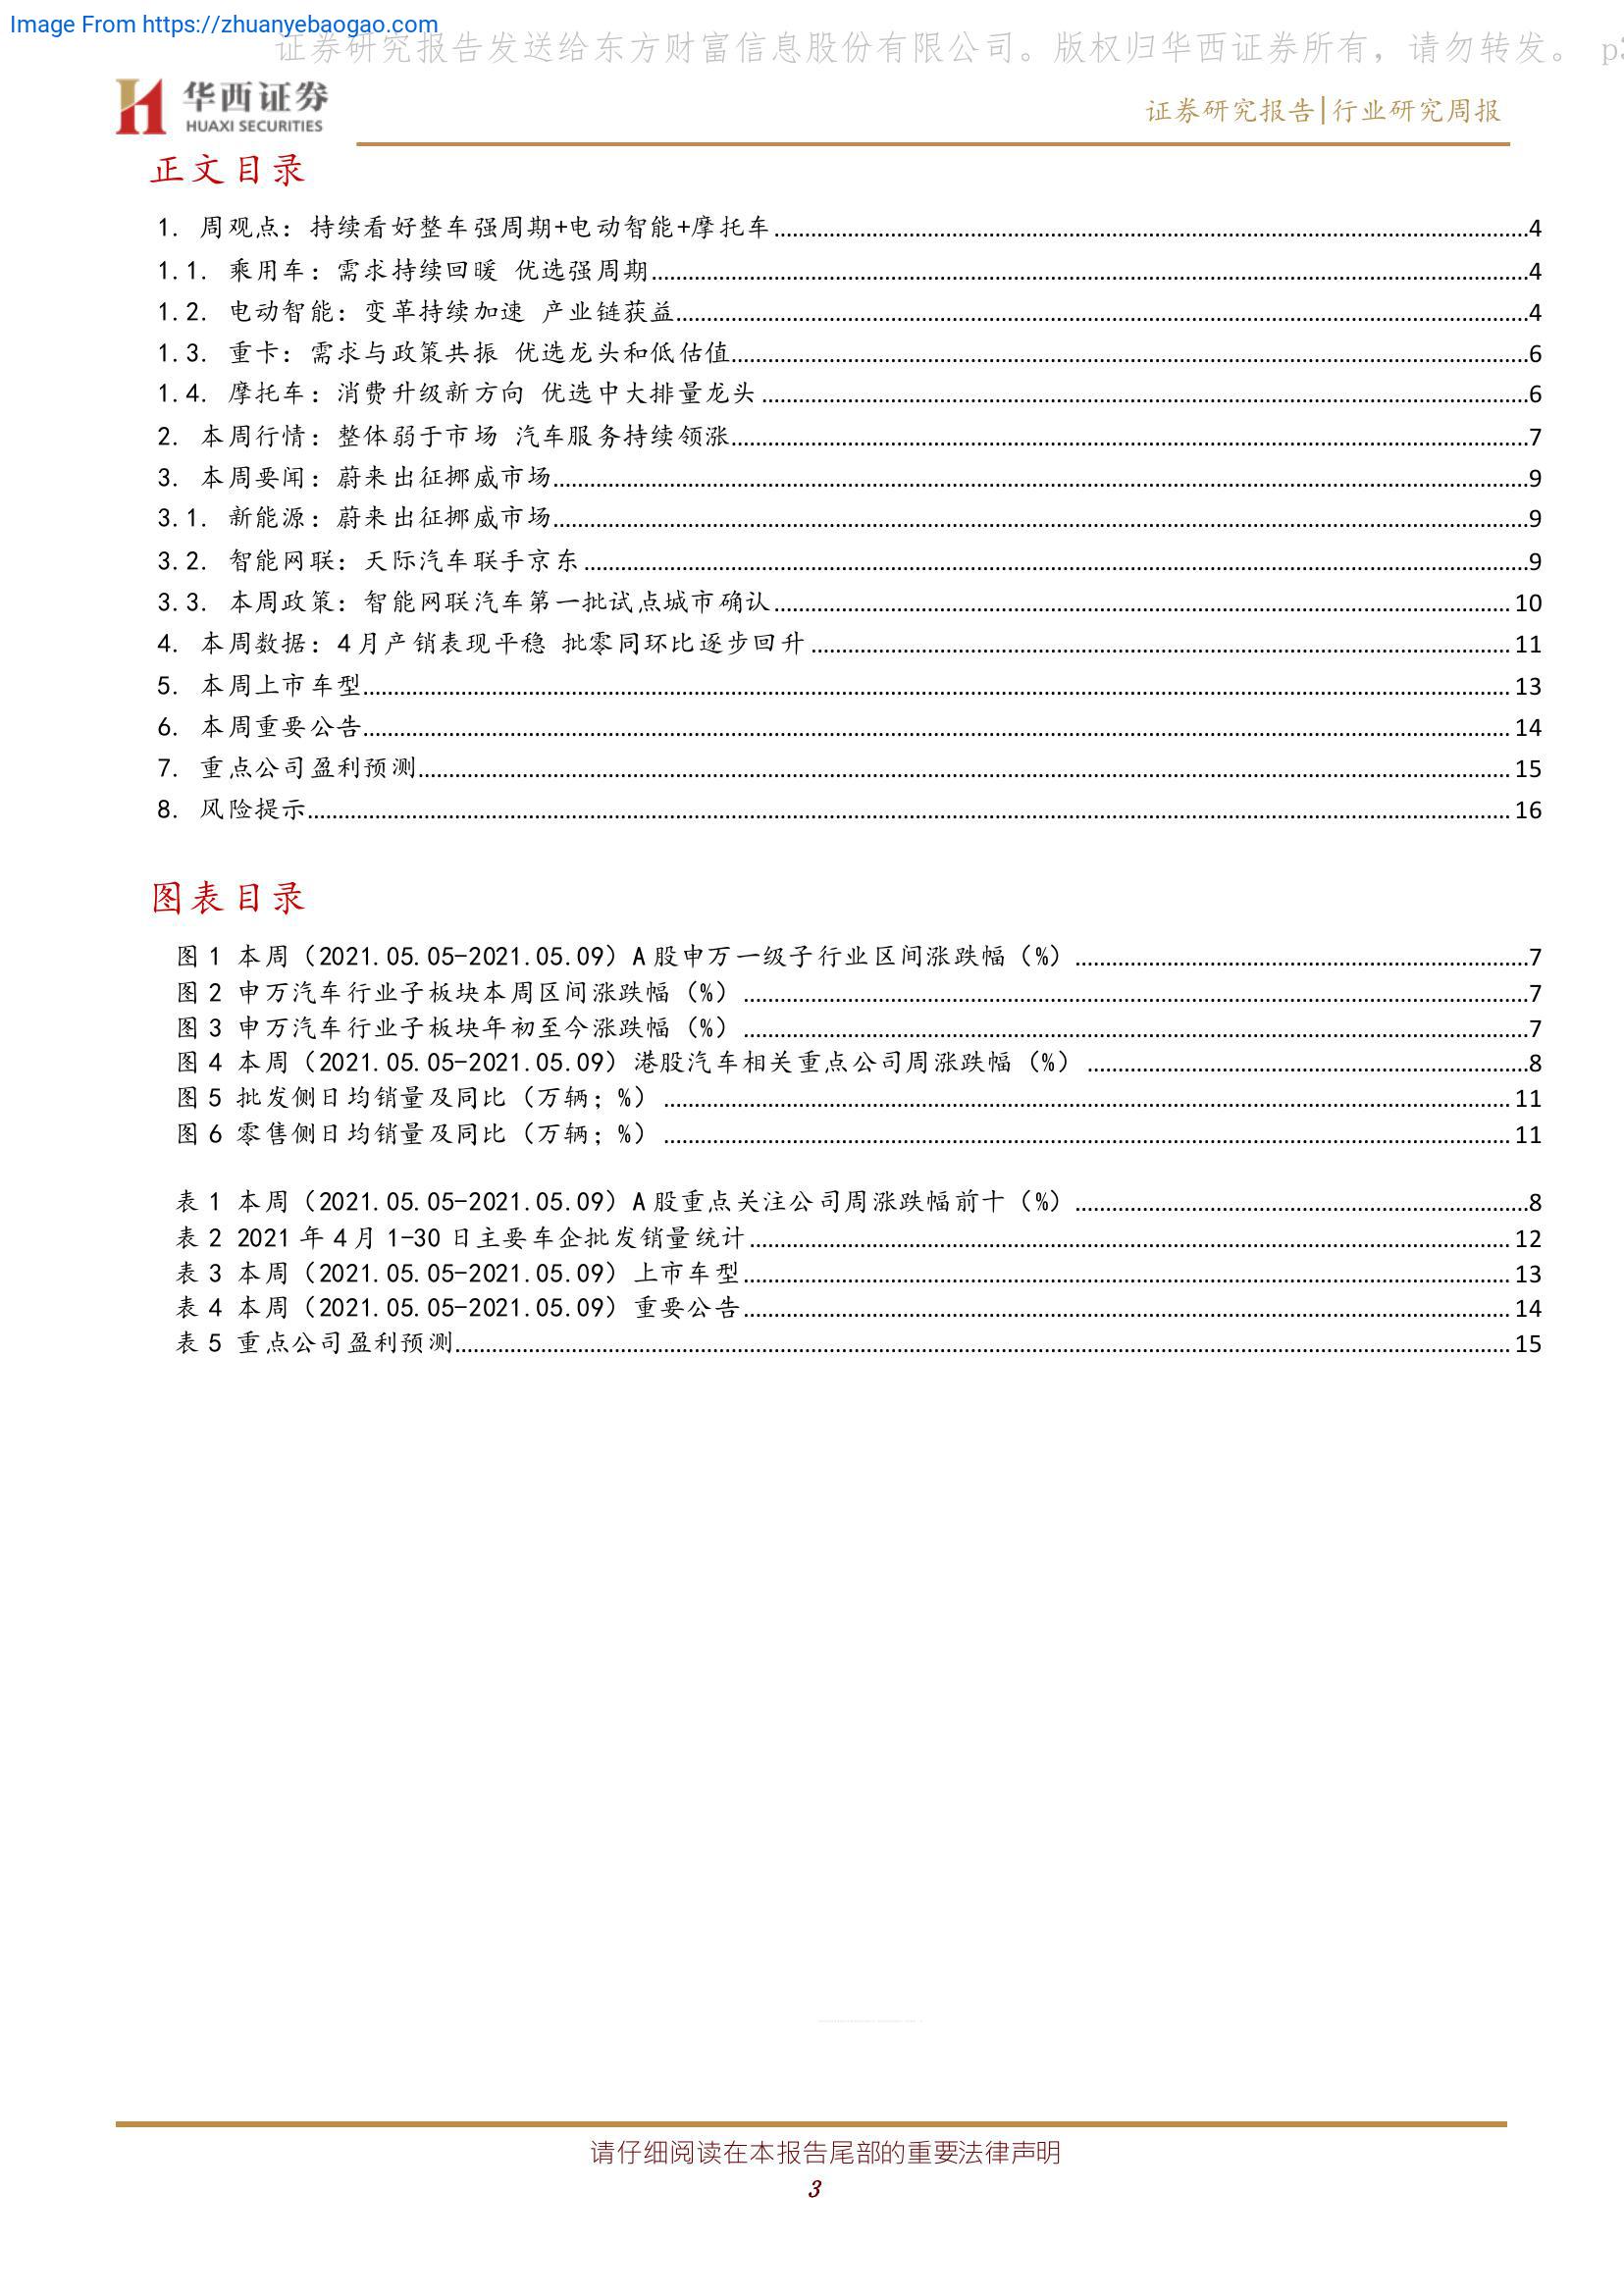 Image From https://zhuanyebaogao.com
证券研究报告发送给东方财富信息股份有限公司。版权归华西证券所有，请勿转发。 p3
华西证券
HUAXI SECURITIES
证券研究报告|行业研究周报
正文目录
1. 周观点：持续看好整车强周期+电动智能+摩托车 4
1.1. 乘用车：需求持续回暖 优选强周期 4
1.2. 电动智能：变革持续加速 产业链获益 4
1.3. 重卡：需求与政策共振 优选龙头和低估值 6
1.4. 摩托车：消费升级新方向 优选中大排量龙头 6
2. 本周行情：整体弱于市场 汽车服务持续领涨 7
3. 本周要闻：蔚来出征挪威市场 9
3.1. 新能源：蔚来出征挪威市场 9
3.2. 智能网联：天际汽车联手京东 9
3.3. 本周政策：智能网联汽车第一批试点城市确认 10
4. 本周数据：4月产销表现平稳 批零同环比逐步回升 11
5. 本周上市车型 13
6. 本周重要公告 14
7. 重点公司盈利预测 15
8. 风险提示 16
图表目录
图 1 本周（2021.05.05-2021.05.09）A 股申万一级子行业区间涨跌幅（%） 7
图 2 申万汽车行业子板块本周区间涨跌幅（%） 7
图 3 申万汽车行业子板块年初至今涨跌幅（%） 7
图 4 本周（2021.05.05-2021.05.09）港股汽车相关重点公司周涨跌幅（%） 8
图 5 批发侧日均销量及同比（万辆；%） 11
图 6 零售侧日均销量及同比（万辆；%） 11
表 1 本周（2021.05.05-2021.05.09）A 股重点关注公司周涨跌幅前十（%） 8
表 2 2021 年 4 月 1-30 日主要车企批发销量统计 12
表 3 本周（2021.05.05-2021.05.09）上市车型 13
表 4 本周（2021.05.05-2021.05.09）重要公告 14
表 5 重点公司盈利预测 15
请仔细阅读在本报告尾部的重要法律声明
3